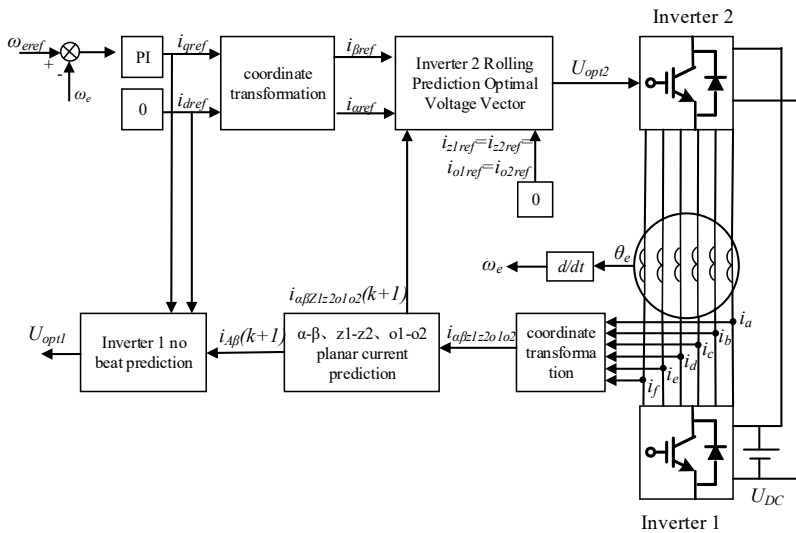 Inverter 2
ω_eref
+
-
ω_e
PI
i_qref
0
i_dref
coordinate
transformation
i_βref
i_αref
Inverter 2 Rolling
Prediction Optimal
Voltage Vector
U_opt2
i_z1ref=i_z2ref=
i_o1ref=i_o2ref
0
ω_e
d/dt
θ_e
U_opt1
Inverter 1 no
beat prediction
i_Aβ(k+1)
i_αβZ1z2o1o2(k+1)
α-β、z1-z2、o1-o2
planar current
prediction
i_αβz1z2o1o2
coordinate
transforma
tion
i_a
i_b
i_c
i_d
i_e
i_f
U_DC
Inverter 1